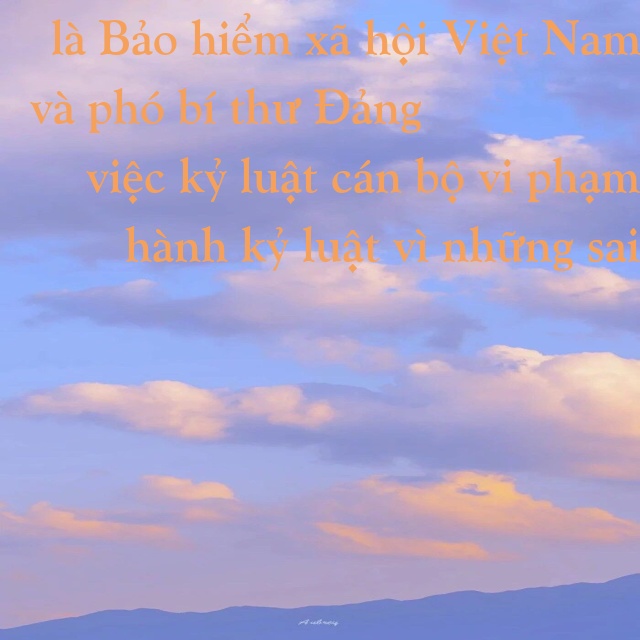 là Bảo hiểm xã hội Việt Nam
và phó bí thư Đảng
việc kỷ luật cán bộ vi phạm
hành kỷ luật vì những sai